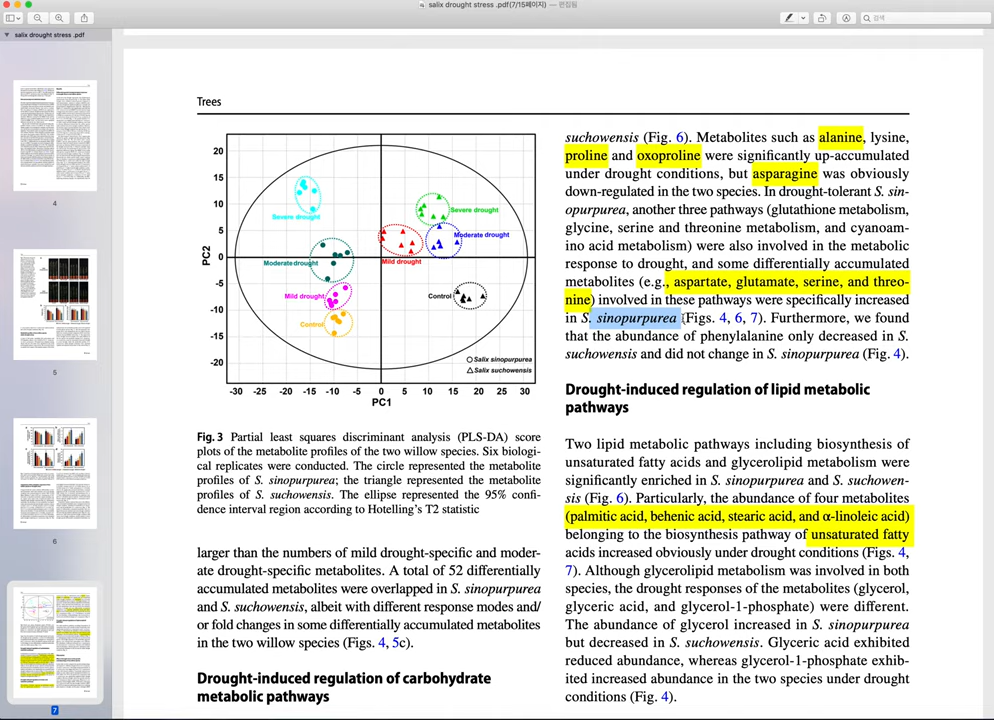 salix drought stress .pdf(7/15페이지) — 편집됨
검색
salix drought stress .pdf
4
5
6
7
Trees
20
15
10
5
0
-5
-10
-15
-20
PC2
Severe drought
Moderate drought
Mild drought
Control
Severe drought
Moderate drought
Mild drought
Control
Salix sinopurpurea
Salix suchowensis
-30 -25 -20 -15 -10 -5 0 5 10 15 20 25 30
PC1
Fig. 3 Partial least squares discriminant analysis (PLS-DA) score
plots of the metabolite profiles of the two willow species. Six biologi-
cal replicates were conducted. The circle represented the metabolite
profiles of S. sinopurpurea; the triangle represented the metabolite
profiles of S. suchowensis. The ellipse represented the 95% confi-
dence interval region according to Hotelling's T2 statistic
larger than the numbers of mild drought-specific and moder-
ate drought-specific metabolites. A total of 52 differentially
accumulated metabolites were overlapped in S. sinopurpurea
and S. suchowensis, albeit with different response modes and/
or fold changes in some differentially accumulated metabolites
in the two willow species (Figs. 4, 5c).
Drought-induced regulation of carbohydrate
metabolic pathways
suchowensis (Fig. 6). Metabolites such as alanine, lysine,
proline and oxoproline were significantly up-accumulated
under drought conditions, but asparagine was obviously
down-regulated in the two species. In drought-tolerant S. sin-
opurpurea, another three pathways (glutathione metabolism,
glycine, serine and threonine metabolism, and cyanoam-
ino acid metabolism) were also involved in the metabolic
response to drought, and some differentially accumulated
metabolites (e.g., aspartate, glutamate, serine, and threo-
nine) involved in these pathways were specifically increased
in S. sinopurpurea (Figs. 4, 6, 7). Furthermore, we found
that the abundance of phenylalanine only decreased in S.
suchowensis and did not change in S. sinopurpurea (Fig. 4).
Drought-induced regulation of lipid metabolic
pathways
Two lipid metabolic pathways including biosynthesis of
unsaturated fatty acids and glycerolipid metabolism were
significantly enriched in S. sinopurpurea and S. suchowen-
sis (Fig. 6). Particularly, the abundance of four metabolites
(palmitic acid, behenic acid, stearic acid, and α-linoleic acid)
belonging to the biosynthesis pathway of unsaturated fatty
acids increased obviously under drought conditions (Figs. 4,
7). Although glycerolipid metabolism was involved in both
species, the drought responses of the metabolites (glycerol,
glyceric acid, and glycerol-1-phosphate) were different.
The abundance of glycerol increased in S. sinopurpurea
but decreased in S. suchowensis. Glyceric acid exhibited
reduced abundance, whereas glycerol-1-phosphate exhib-
ited increased abundance in the two species under drought
conditions (Fig. 4).